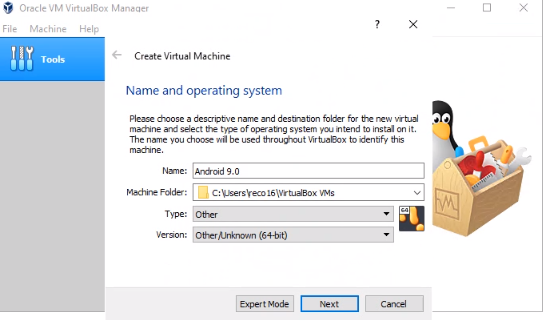 Oracle VM VirtualBox Manager
File Machine Help
?
Tools
Create Virtual Machine
Name and operating system
Please choose a descriptive name and destination folder for the new virtual
machine and select the type of operating system you intend to install on it.
The name you choose will be used throughout VirtualBox to identify this
machine.
Name: Android 9.0
Machine Folder: C:\Users\reco16\VirtualBox VMs
Type: Other
64
Version: Other/Unknown (64-bit)
Expert Mode Next Cancel